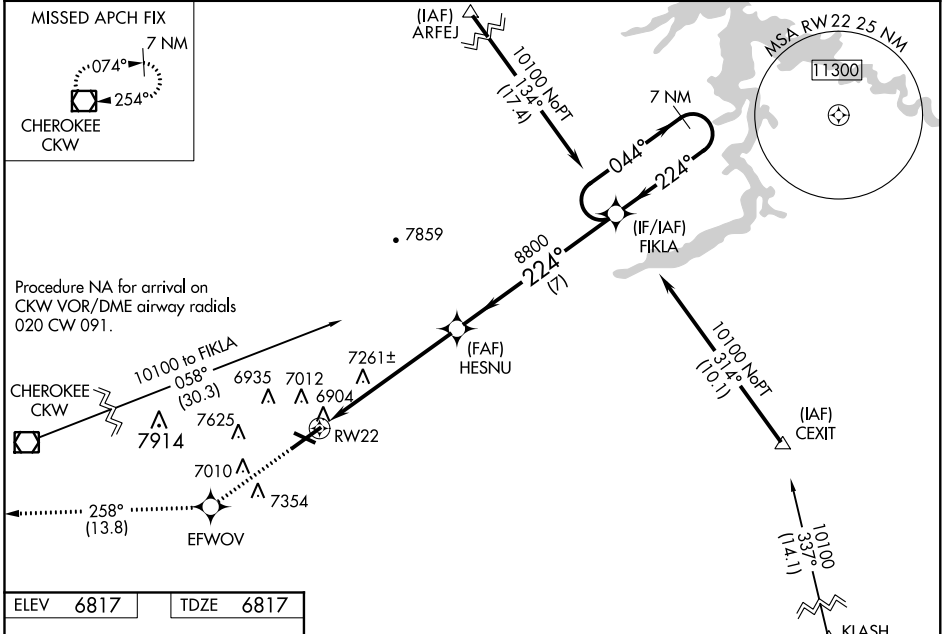 MISSED APCH FIX
7 NM
074°
254°
CHEROKEE
CKW
(IAF)
ARFEJ
10100 NoPT
134°
(17.4)
7 NM
044°
224°
MSA RW 22 25 NM
11300
(IF/IAF)
FIKLA
7859
8800
224°
(7)
Procedure NA for arrival on
CKW VOR/DME airway radials
020 CW 091.
10100 to FIKLA
058°
(30.3)
(FAF)
HESNU
7261±
6935
7012
6904
CHEROKEE
CKW
7914
7625
RW22
7010
7354
10100 NoPT
314°
(10.1)
(IAF)
CEXIT
258°
(13.8)
EFWOV
10100
337°
(14.1)
KLASH
ELEV 6817
TDZE 6817